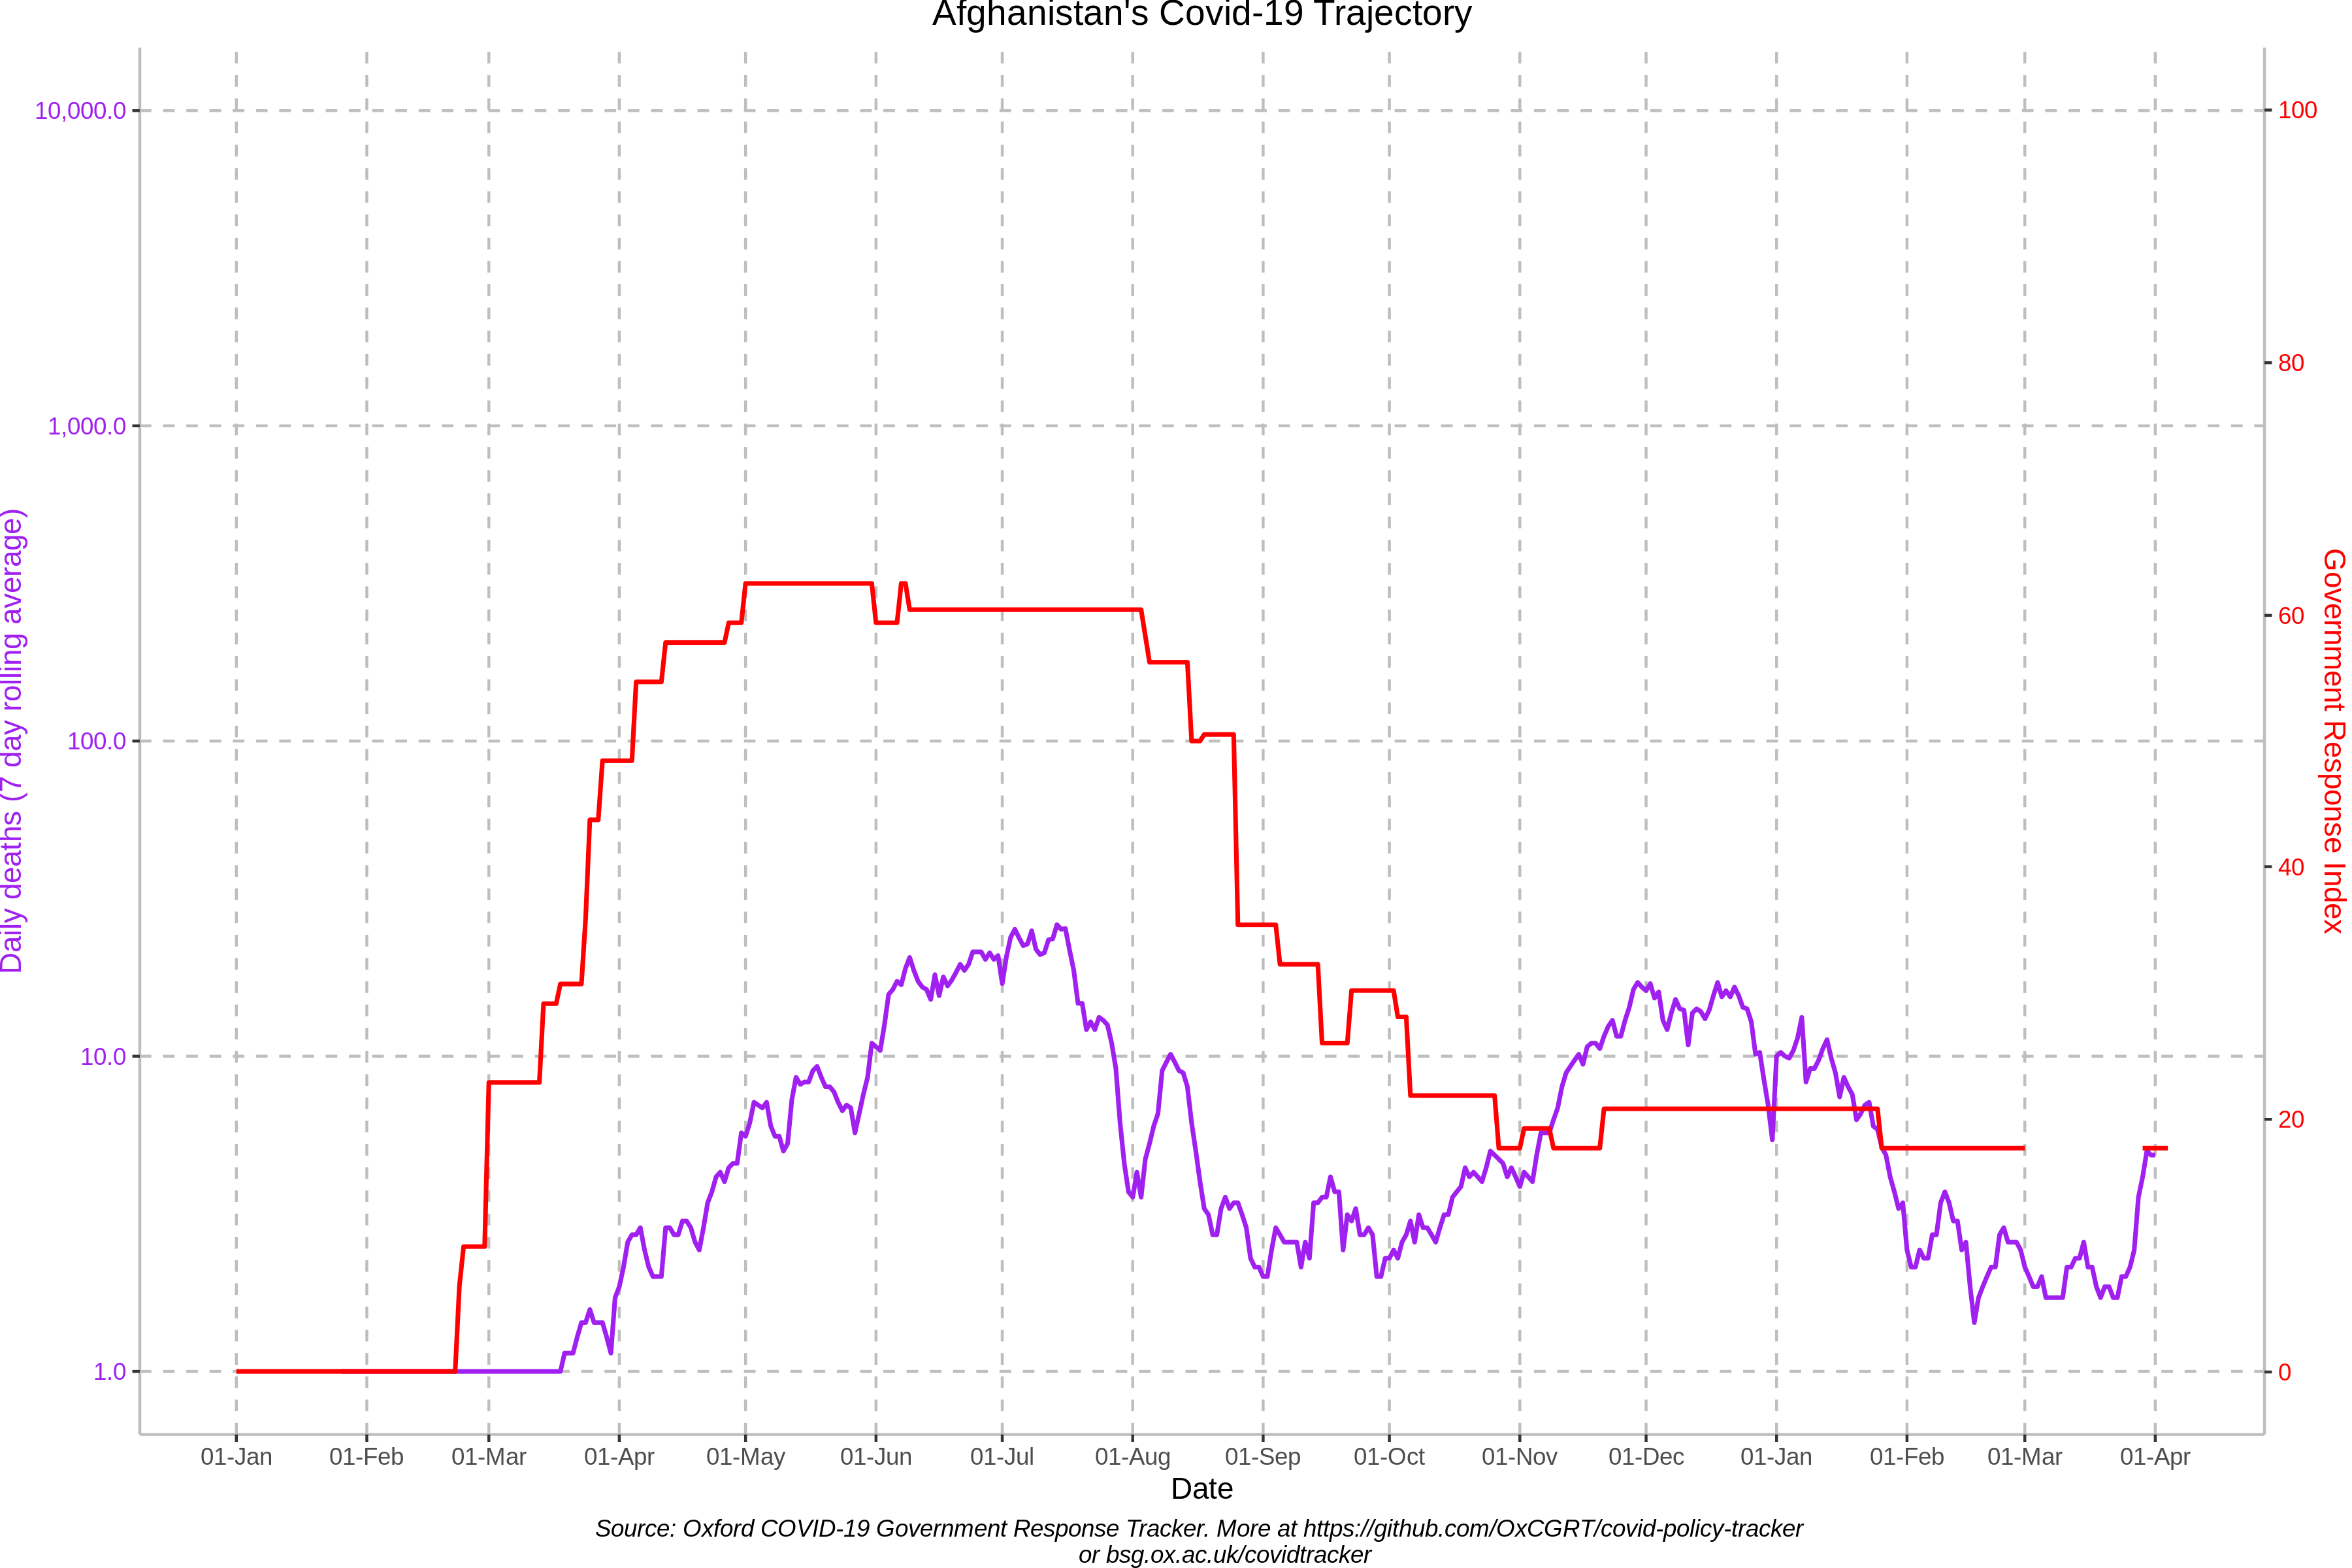 Afghanistan's Covid-19 Trajectory
10,000.0
1,000.0
100.0
10.0
1.0
Daily deaths (7 day rolling average)
100
80
60
40
20
0
Government Response Index
01-Jan 01-Feb 01-Mar 01-Apr 01-May 01-Jun 01-Jul 01-Aug 01-Sep 01-Oct 01-Nov 01-Dec 01-Jan 01-Feb 01-Mar 01-Apr
Date
Source: Oxford COVID-19 Government Response Tracker. More at https://github.com/OxCGRT/covid-policy-tracker
or bsg.ox.ac.uk/covidtracker